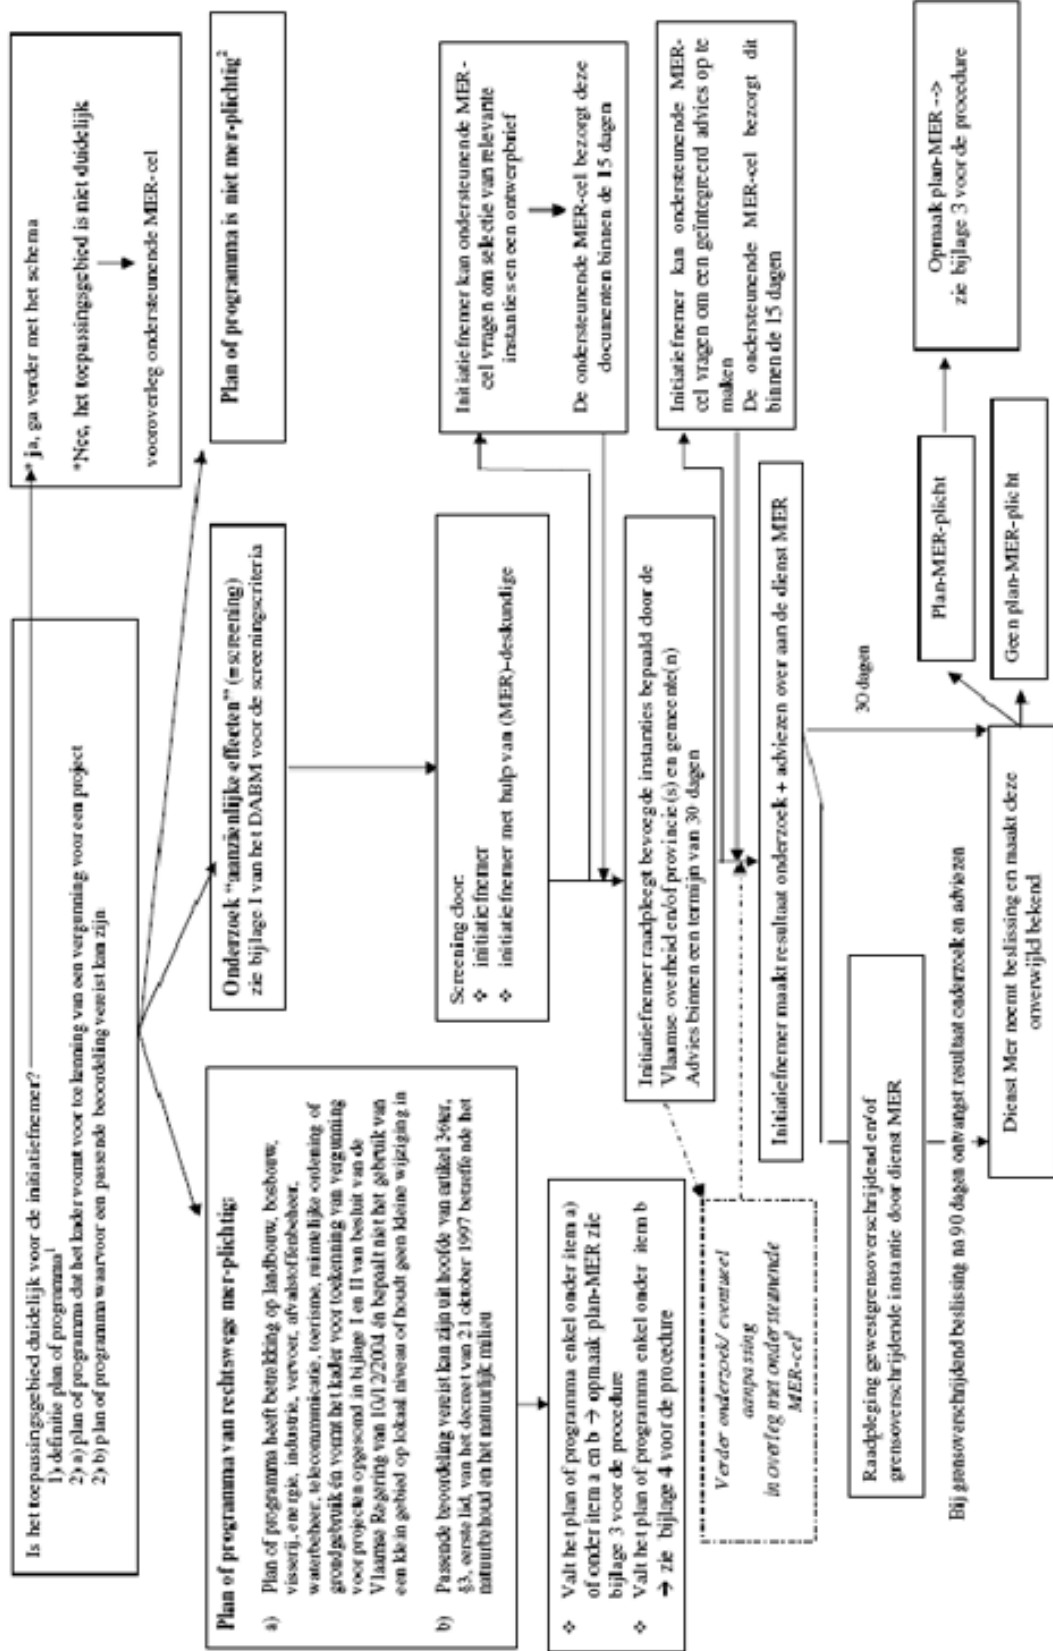 Is het toepassingsgebied duidelijk voor de initiatiefnemer?
1) definitie plan of programma¹
2) a) plan of programma dat het kader vormt voor toekenning van een vergunning voor een project
2) b) plan of programma waarvoor een passende beoordeling vereist kan zijn
* ja, ga verder met het schema
*Nee, het toepassingsgebied is niet duidelijk
vooroverleg ondersteunende MER-cel
Plan of programma van rechtswege mer-plichtig:
a) Plan of programma heeft betrekking op landbouw, bosbouw,
visserij, energie, industrie, vervoer, afvalstoffenbeheer,
waterbeheer, telecommunicatie, toerisme, ruimtelijke ordening of
grondgebruik én vormt het kader voor toekenning van vergunning
voor projecten opgesomd in bijlage I en II van besluit van de
Vlaamse Regering van 10/12/2004 én bepaalt niet het gebruik van
een klein gebied op lokaal niveau of houdt geen kleine wijziging in
b) Passende beoordeling vereist kan zijn uit hoofde van artikel 36ter,
§3, eerste lid, van het decreet van 21 oktober 1997 betreffende het
natuurbehoud en het natuurlijk milieu
Onderzoek “aanzienlijke effecten” (=screening)
zie bijlage I van het DABM voor de screeningscriteria
Plan of programma is niet mer-plichtig²
❖ Valt het plan of programma enkel onder item a)
of onder item a en b → opmaak plan-MER zie
bijlage 3 voor de procedure
❖ Valt het plan of programma enkel onder item b
→ zie bijlage 4 voor de procedure
Screening door:
❖ initiatiefnemer
❖ initiatiefnemer met hulp van (MER)-deskundige
Initiatiefnemer kan ondersteunende MER-
cel vragen om selectie van relevante
instanties en een ontwerpbrief
De ondersteunende MER-cel bezorgt deze
documenten binnen de 15 dagen
Initiatiefnemer raadpleegt bevoegde instanties bepaald door de
Vlaamse overheid en/of provincie(s) en gemeente(n)
Advies binnen een termijn van 30 dagen
Initiatiefnemer kan ondersteunende MER-
cel vragen om een geïntegreerd advies op te
maken
De ondersteunende MER-cel bezorgt dit
binnen de 15 dagen
Verder onderzoek/ eventueel
aanpassing
in overleg met ondersteunende
MER-cel
Initiatiefnemer maakt resultaat onderzoek + adviezen over aan de dienst MER
Raadpleging gewestgrensoverschrijdend en/of
grensoverschrijdende instantie door dienst MER
30 dagen
Bij grensoverschrijdend beslissing na 90 dagen ontvangst resultaat onderzoek en adviezen
Dienst Mer neemt beslissing en maakt deze
onverwijld bekend
Plan-MER-plicht
Geen plan-MER-plicht
Opmaak plan-MER -->
zie bijlage 3 voor de procedure